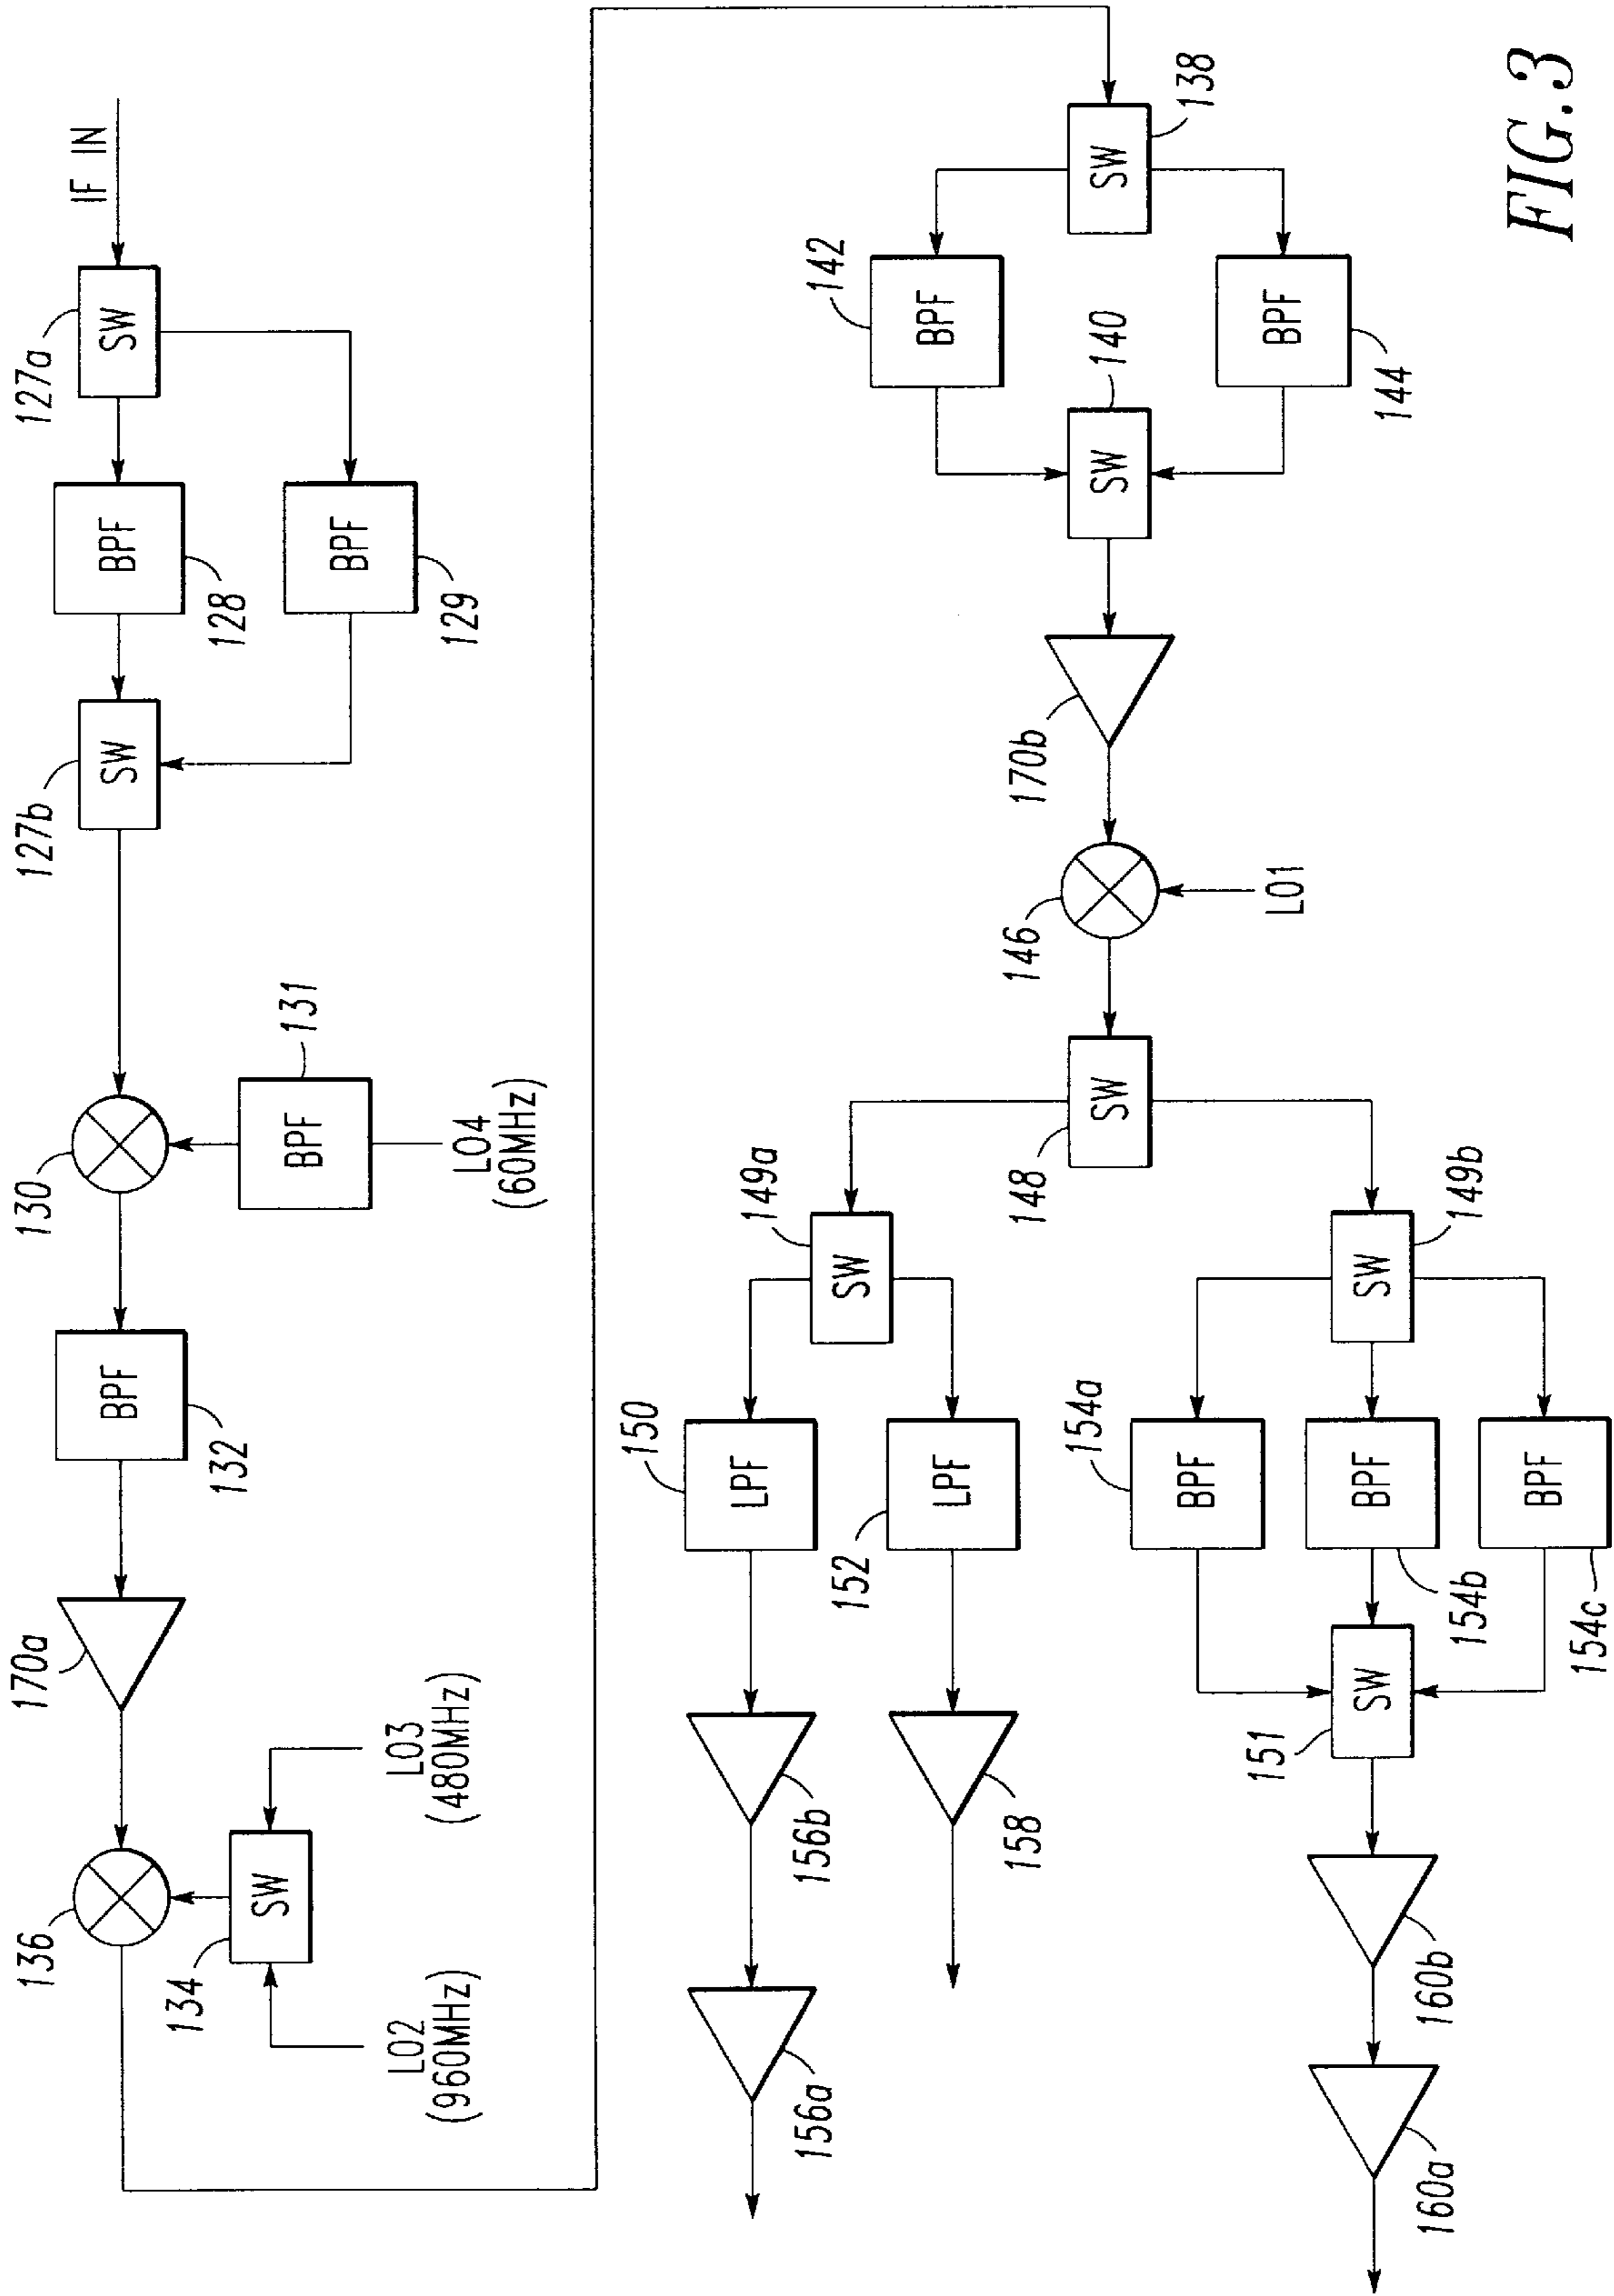 IF IN
127a
SW
BPF
128
BPF
129
127b
SW
130
BPF
131
LO4
(60MHz)
BPF
132
170a
136
SW
134
LO3
(480MHz)
LO2
(960MHz)
SW
138
142
BPF
BPF
144
140
SW
170b
146
LO1
SW
148
149a
SW
150
LPF
152
LPF
156b
156a
158
149b
SW
154a
BPF
BPF
154b
BPF
154c
151
SW
160b
160a
FIG.3